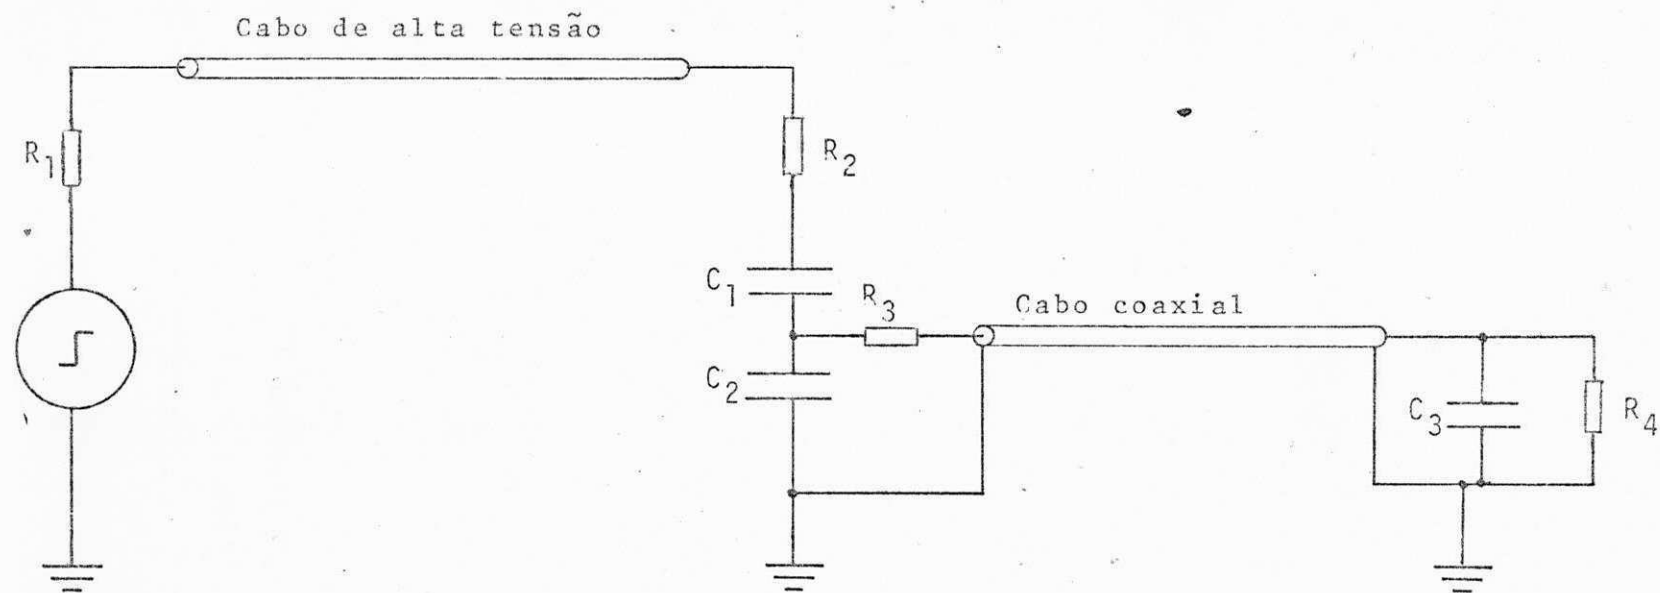 Cabo de alta tensão
R1
R2
C1
R3
Cabo coaxial
C2
C3
R4